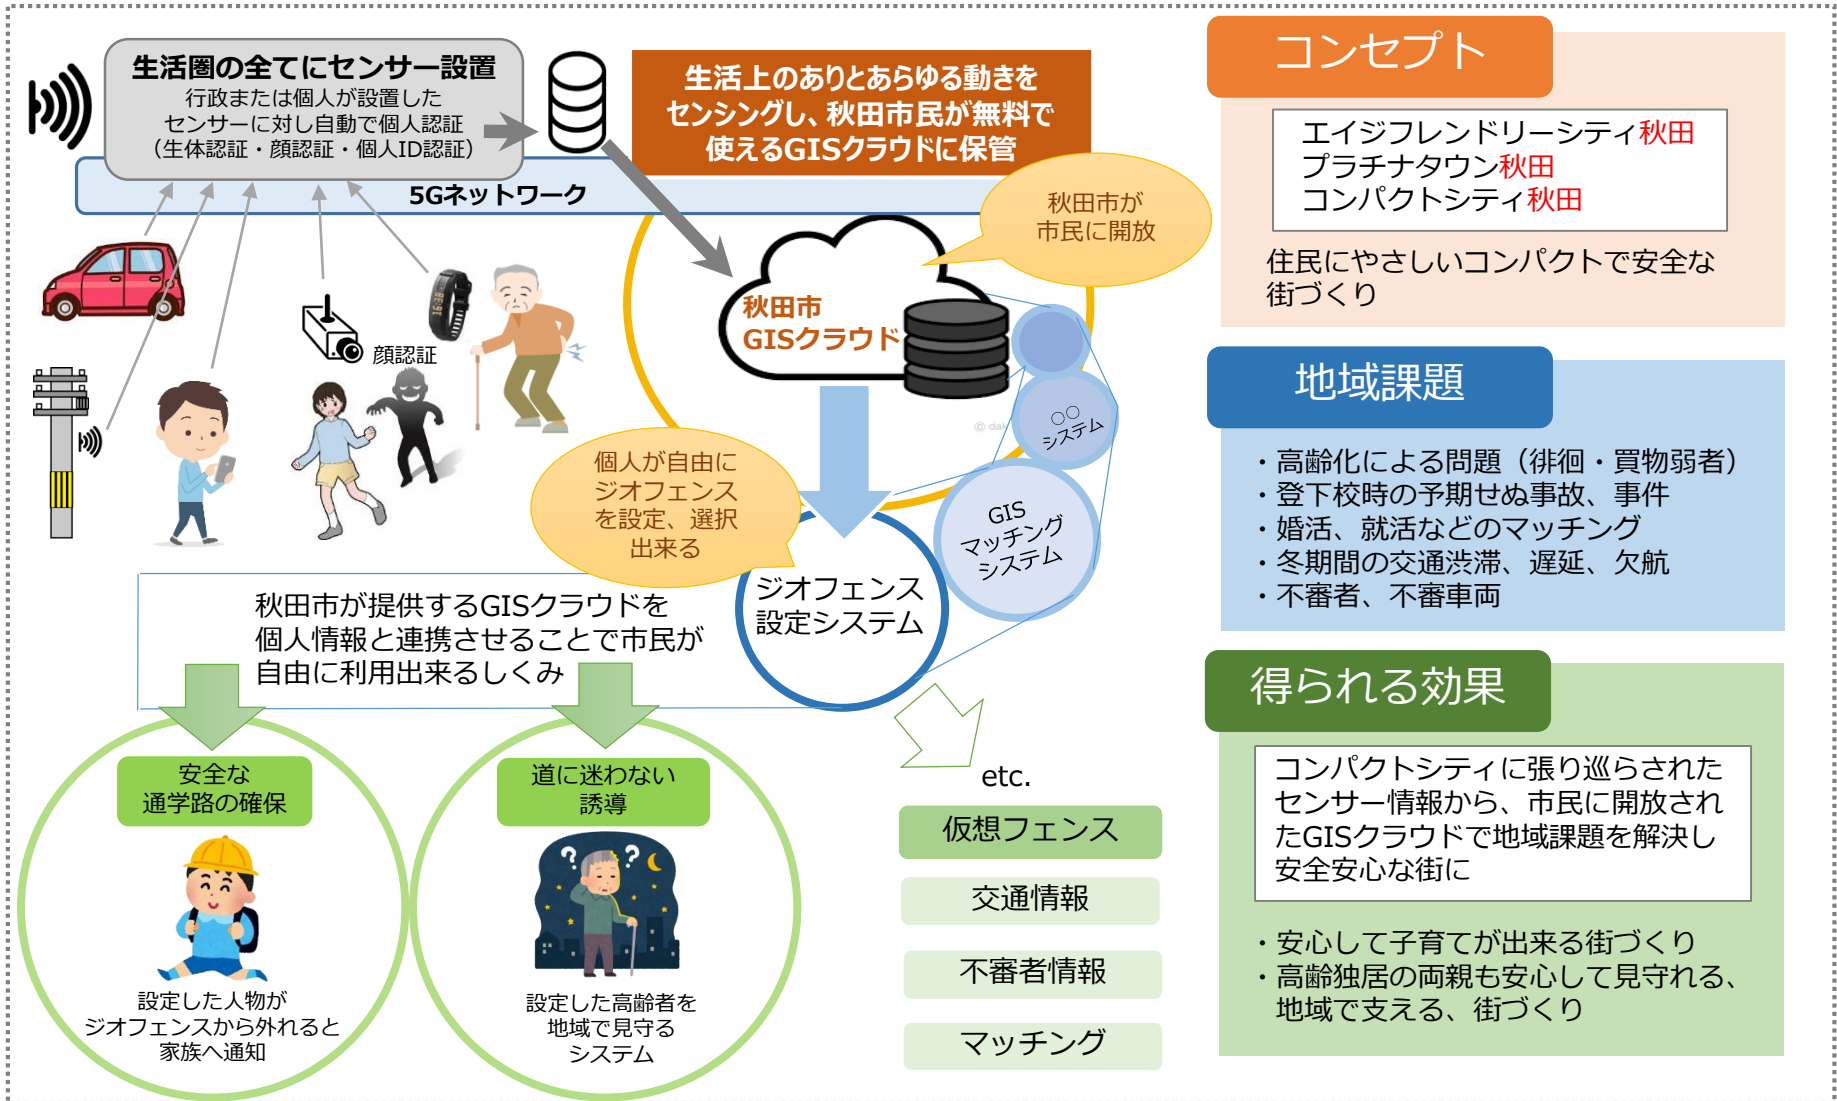 生活圏の全てにセンサー設置
行政または個人が設置した
センサーに対し自動で個人認証
（生体認証・顔認証・個人ID認証）
5Gネットワーク
生活上のありとあらゆる動きを
センシングし、秋田市民が無料で
使えるGISクラウドに保管
秋田市が
市民に開放
秋田市
GISクラウド
顔認証
個人が自由に
ジオフェンス
を設定、選択
出来る
○○
システム
GIS
マッチング
システム
ジオフェンス
設定システム
秋田市が提供するGISクラウドを
個人情報と連携させることで市民が
自由に利用出来るしくみ
安全な
通学路の確保
設定した人物が
ジオフェンスから外れると
家族へ通知
道に迷わない
誘導
設定した高齢者を
地域で見守る
システム
etc.
仮想フェンス
交通情報
不審者情報
マッチング
コンセプト
エイジフレンドリーシティ秋田
プラチナタウン秋田
コンパクトシティ秋田
住民にやさしいコンパクトで安全な
街づくり
地域課題
・高齢化による問題（徘徊・買物弱者）
・登下校時の予期せぬ事故、事件
・婚活、就活などのマッチング
・冬期間の交通渋滞、遅延、欠航
・不審者、不審車両
得られる効果
コンパクトシティに張り巡らされた
センサー情報から、市民に開放され
たGISクラウドで地域課題を解決し
安全安心な街に
・安心して子育てが出来る街づくり
・高齢独居の両親も安心して見守れる、
地域で支える、街づくり